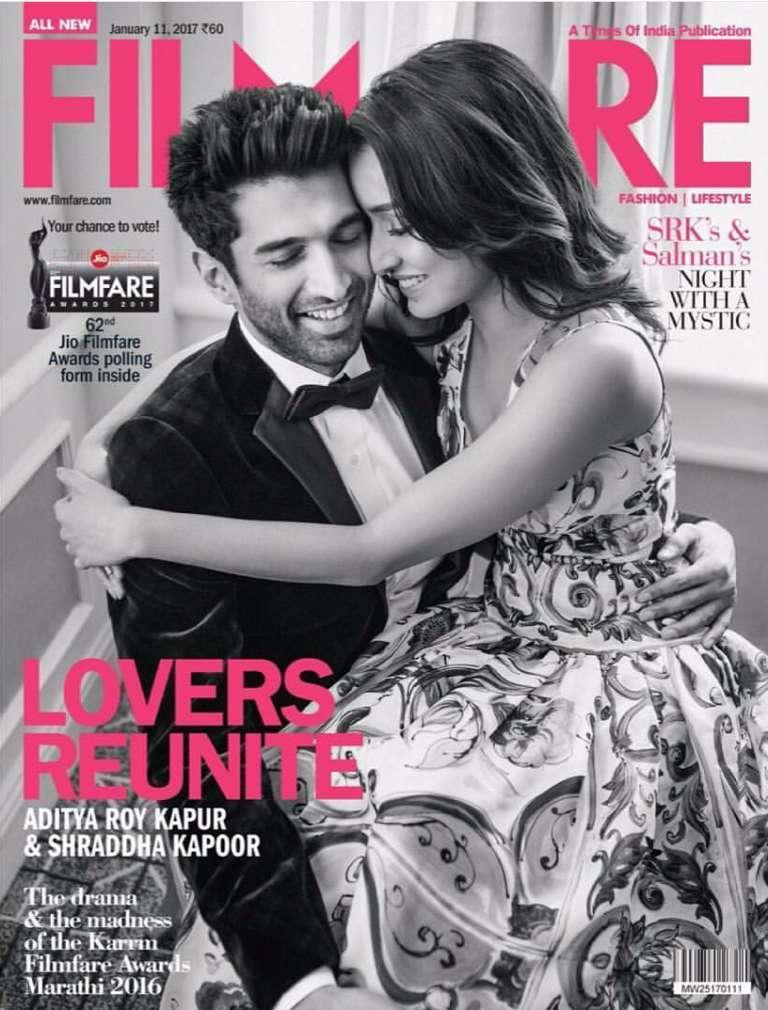 ALL NEW
January 11, 2017 ₹60
A Times Of India Publication
FILMFARE
www.filmfare.com
FASHION | LIFESTYLE
Your chance to vote!
Jio
FILMFARE
AWARDS 2017
62nd
Jio Filmfare
Awards polling
form inside
SRK's &
Salman's
NIGHT
WITH A
MYSTIC
LOVERS
REUNITE
ADITYA ROY KAPUR
& SHRADDHA KAPOOR
The drama
& the madness
of the Karrm
Filmfare Awards
Marathi 2016
MW25170111